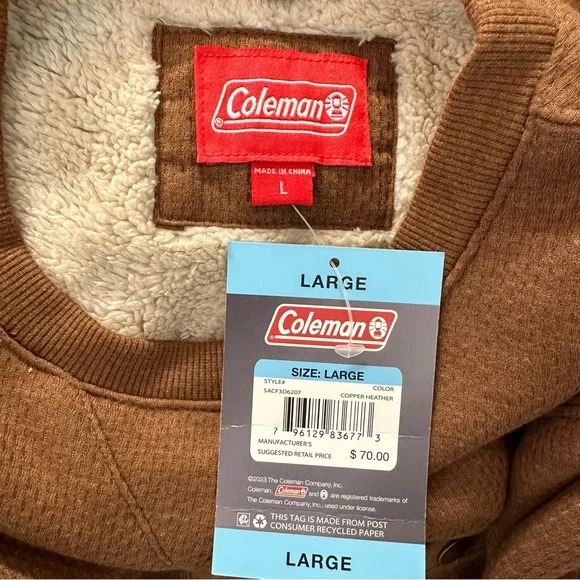 Coleman
®
MADE IN CHINA
L
LARGE
Coleman
SIZE: LARGE
STYLE#
COLOR
SACF3D6207
COPPER HEATHER
7 96129 83677 3
MANUFACTURER'S
SUGGESTED RETAIL PRICE
$ 70.00
©2023 The Coleman Company, Inc.
Coleman, Coleman and ® are registered trademarks of
The Coleman Company, Inc., used under license.
THIS TAG IS MADE FROM POST
CONSUMER RECYCLED PAPER
LARGE